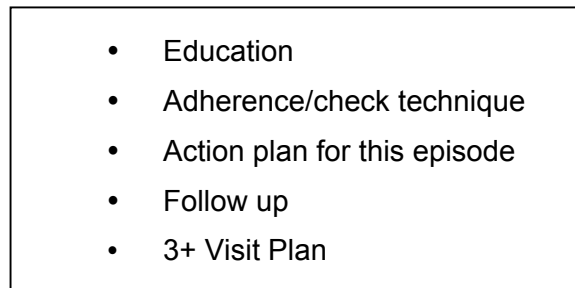 • Education
• Adherence/check technique
• Action plan for this episode
• Follow up
• 3+ Visit Plan